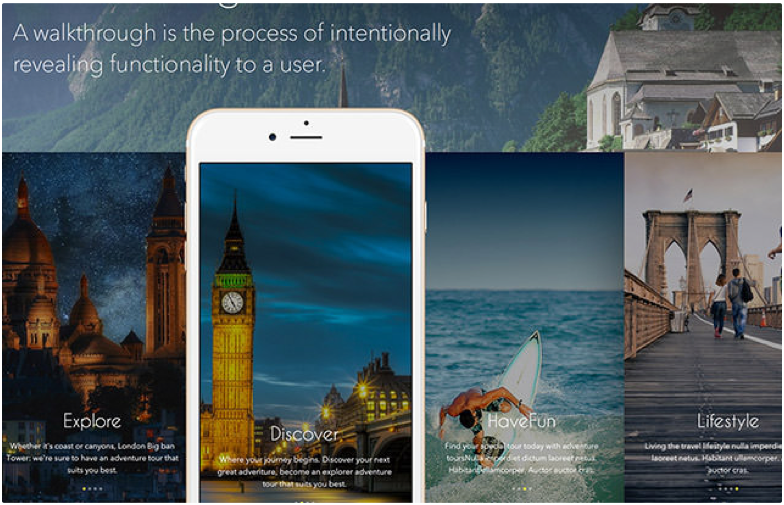 A walkthrough is the process of intentionally
revealing functionality to a user.
Explore
Whether it's coast or canyons, London Big ban
Tower: we're sure to have an adventure tour that
suits you best.
Discover
Where your journey begins. Discover your next
great adventure, become an explorer adventure
tour that suits you best.
HaveFun
Find your special tour today with adventure
toursNulla imperdiet dictum laoreet netus.
Habitant ullamcorper. Auctor auctor cras.
Lifestyle
Living the travel lifestyle nulla imperd
laoreet netus. Habitant ullamcorper.
auctor cras.